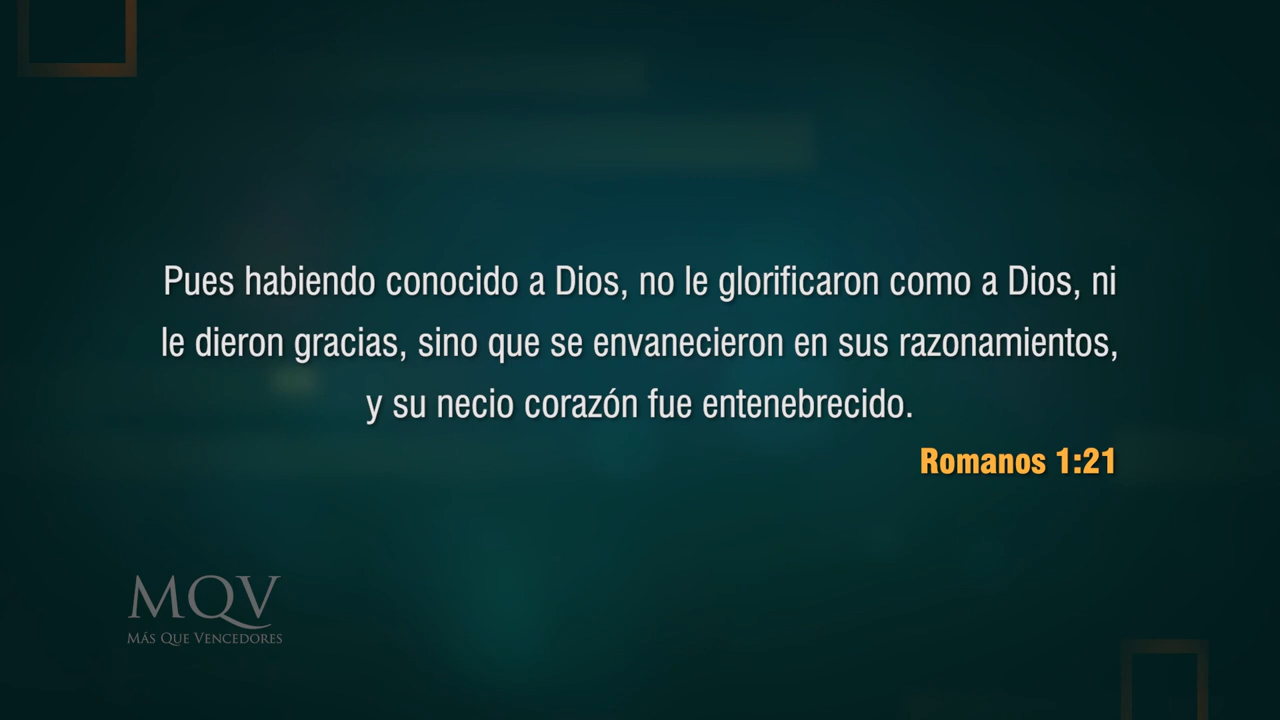 Pues habiendo conocido a Dios, no le glorificaron como a Dios, ni
le dieron gracias, sino que se envanecieron en sus razonamientos,
y su necio corazón fue entenebrecido.
Romanos 1:21
MQV
MÁS QUE VENCEDORES